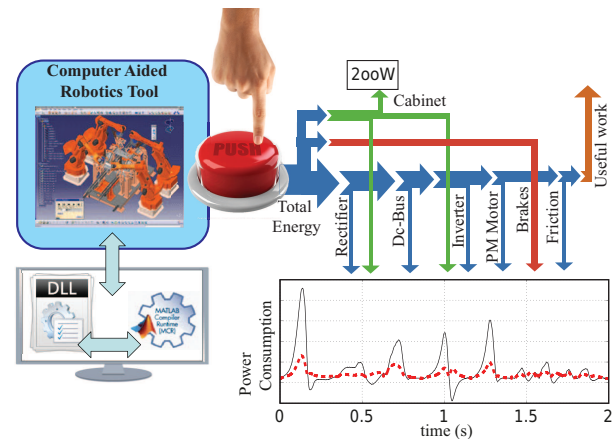 Computer Aided
Robotics Tool
PUSH
2ooW
Cabinet
Total
Energy
Rectifier
Dc-Bus
Inverter
PM Motor
Brakes
Friction
Useful work
DLL
MATLAB
Compiler
Runtime
(MCR)
Power
Consumption
0
0.5
1
1.5
2
time (s)